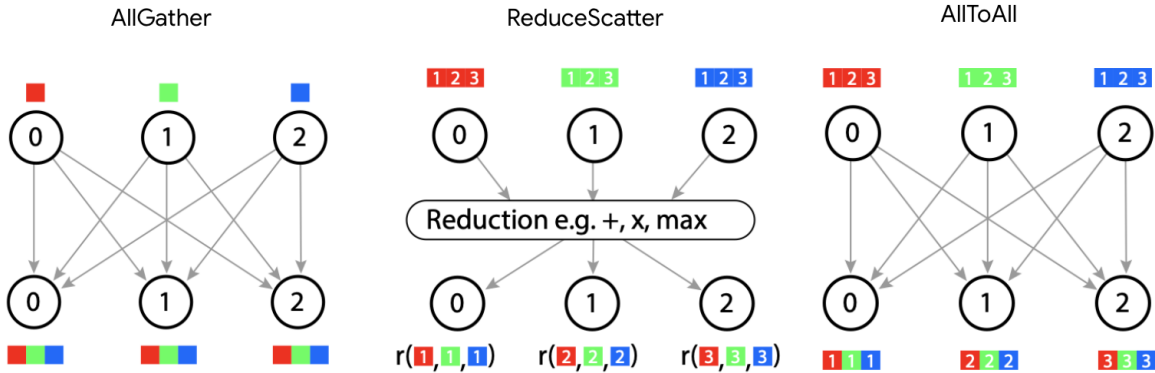 AllGather
0 1 2
0 1 2
ReduceScatter
1 2 3 1 2 3 1 2 3
0 1 2
Reduction e.g. +, x, max
0 1 2
r(1,1,1) r(2,2,2) r(3,3,3)
AllToAll
1 2 3 1 2 3 1 2 3
0 1 2
0 1 2
1 1 1 2 2 2 3 3 3